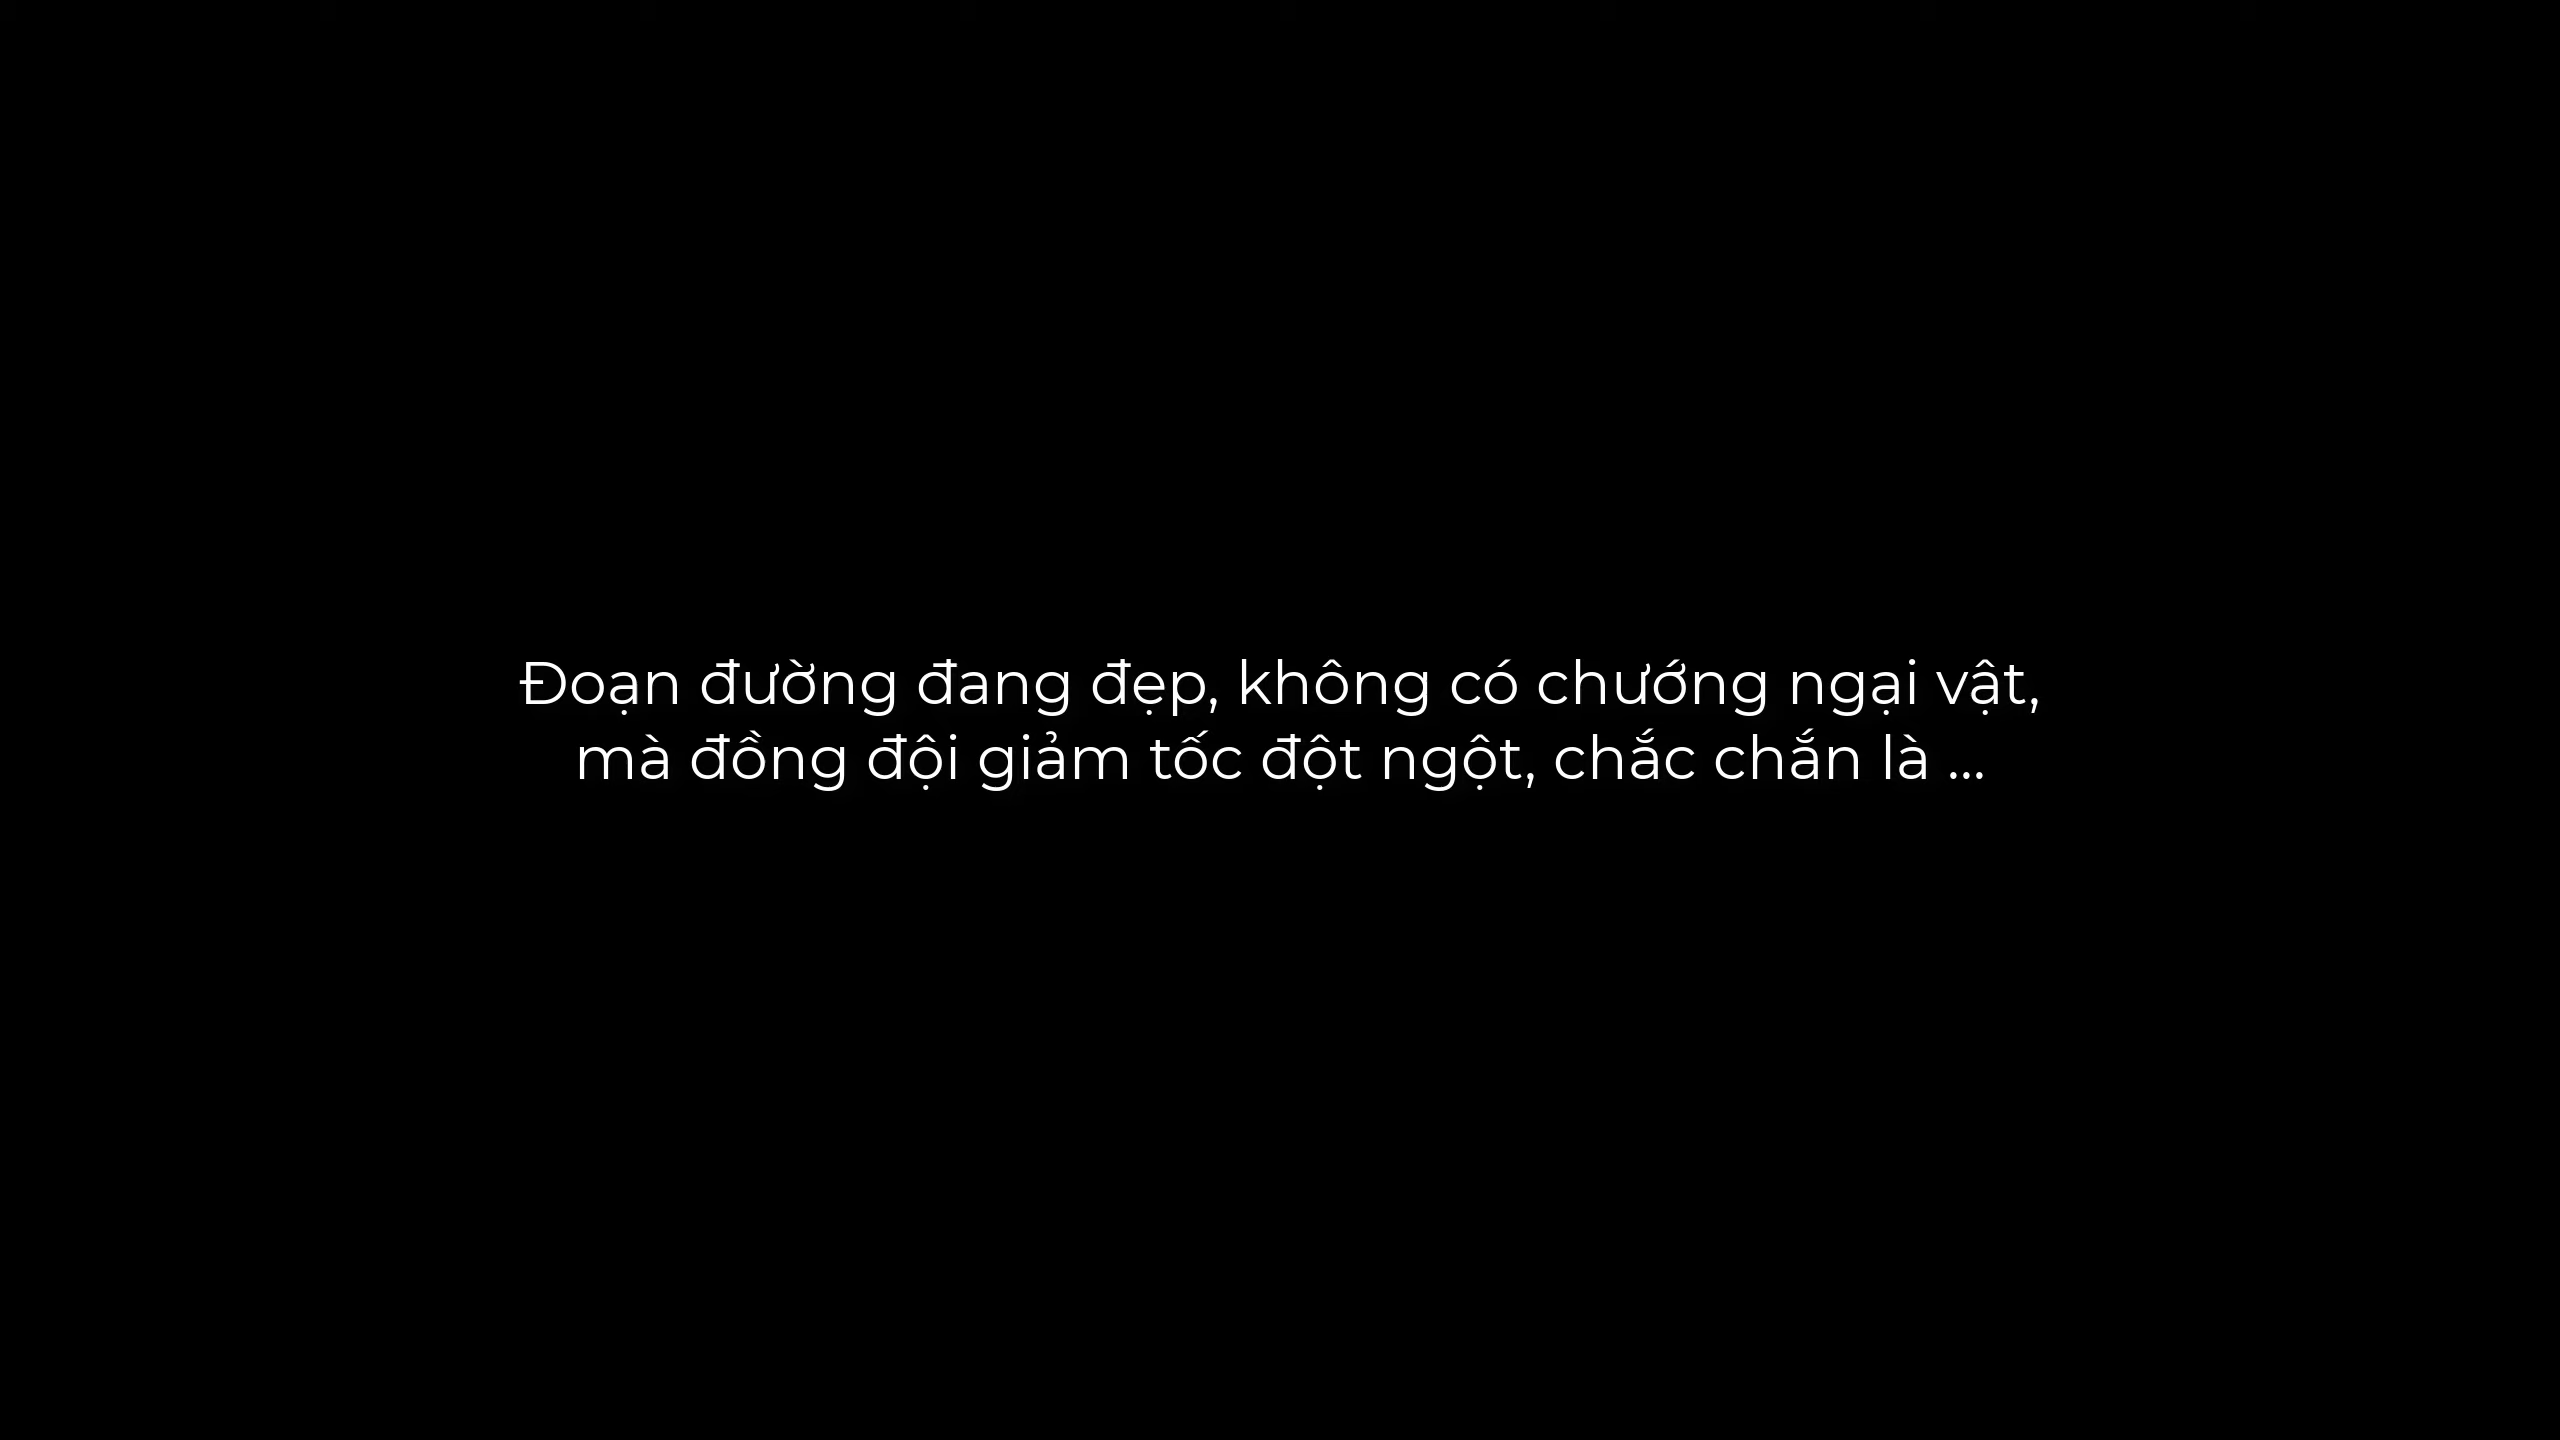 Đoạn đường đang đẹp, không có chướng ngại vật,
mà đồng đội giảm tốc đột ngột, chắc chắn là ...